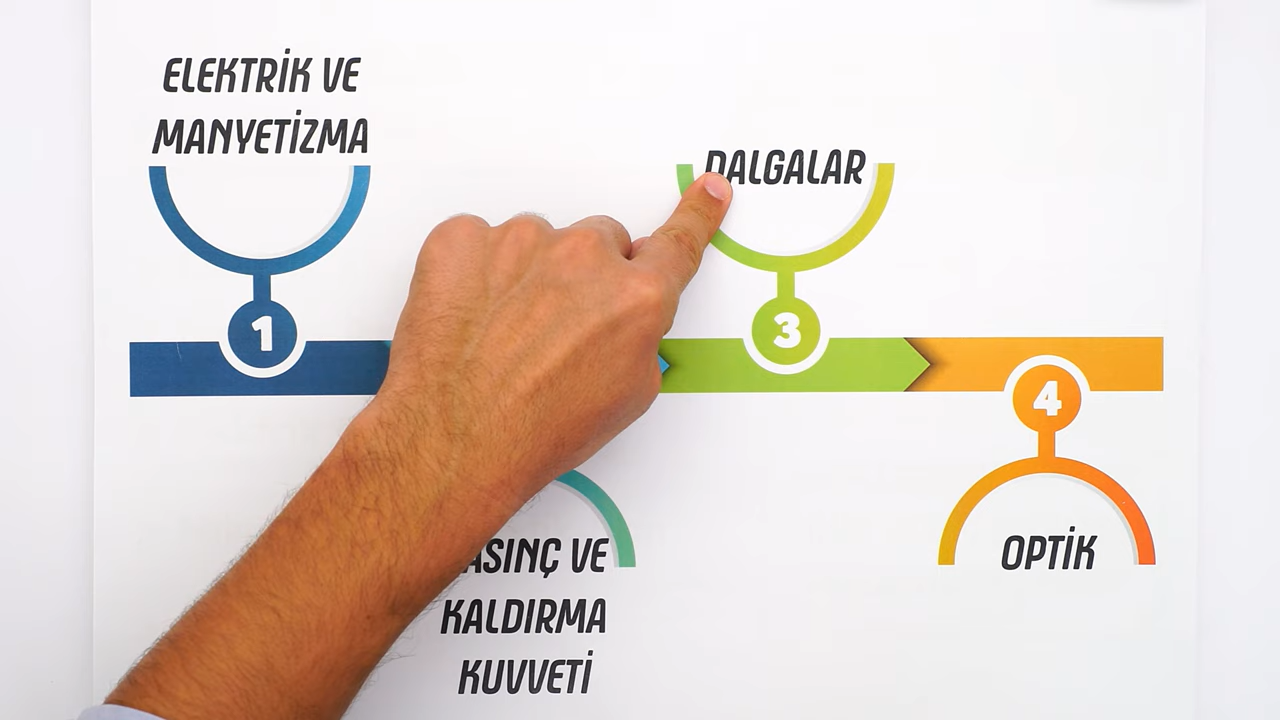 ELEKTRİK VE
MANYETİZMA
1
DALGALAR
3
4
OPTİK
VE
KALDIRMA
KUVVETİ